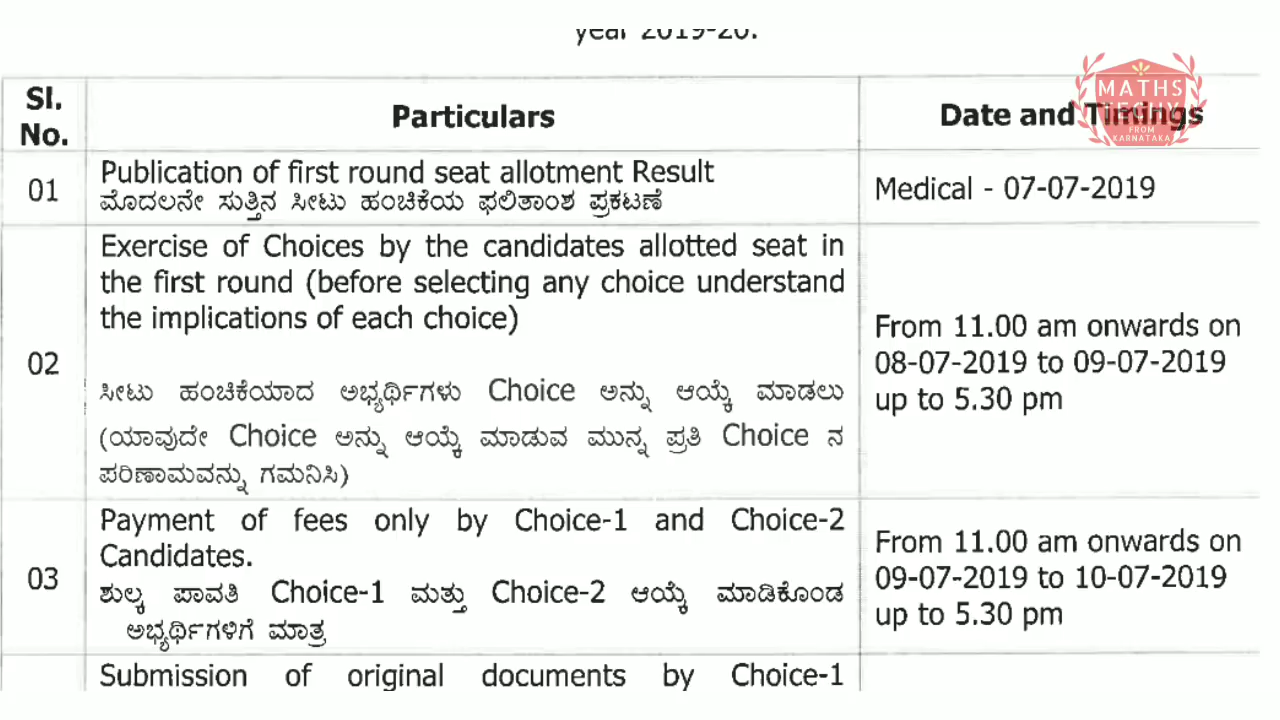 year 2019-20.
Sl.
No.
Particulars
Date and Timings
MATHS
TECHY
FROM
KARNATAKA
01
Publication of first round seat allotment Result
ಮೊದಲನೇ ಸುತ್ತಿನ ಸೀಟು ಹಂಚಿಕೆಯ ಫಲಿತಾಂಶ ಪ್ರಕಟಣೆ
Medical - 07-07-2019
02
Exercise of Choices by the candidates allotted seat in
the first round (before selecting any choice understand
the implications of each choice)
ಸೀಟು ಹಂಚಿಕೆಯಾದ ಅಭ್ಯರ್ಥಿಗಳು Choice ಅನ್ನು ಆಯ್ಕೆ ಮಾಡಲು
(ಯಾವುದೇ Choice ಅನ್ನು ಆಯ್ಕೆ ಮಾಡುವ ಮುನ್ನ ಪ್ರತಿ Choice ನ
ಪರಿಣಾಮವನ್ನು ಗಮನಿಸಿ)
From 11.00 am onwards on
08-07-2019 to 09-07-2019
up to 5.30 pm
03
Payment of fees only by Choice-1 and Choice-2
Candidates.
ಶುಲ್ಕ ಪಾವತಿ Choice-1 ಮತ್ತು Choice-2 ಆಯ್ಕೆ ಮಾಡಿಕೊಂಡ
ಅಭ್ಯರ್ಥಿಗಳಿಗೆ ಮಾತ್ರ
From 11.00 am onwards on
09-07-2019 to 10-07-2019
up to 5.30 pm
Submission of original documents by Choice-1